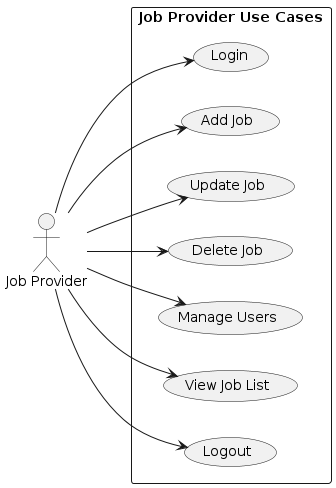 Job Provider Use Cases
Login
Add Job
Update Job
Delete Job
Job Provider
Manage Users
View Job List
Logout